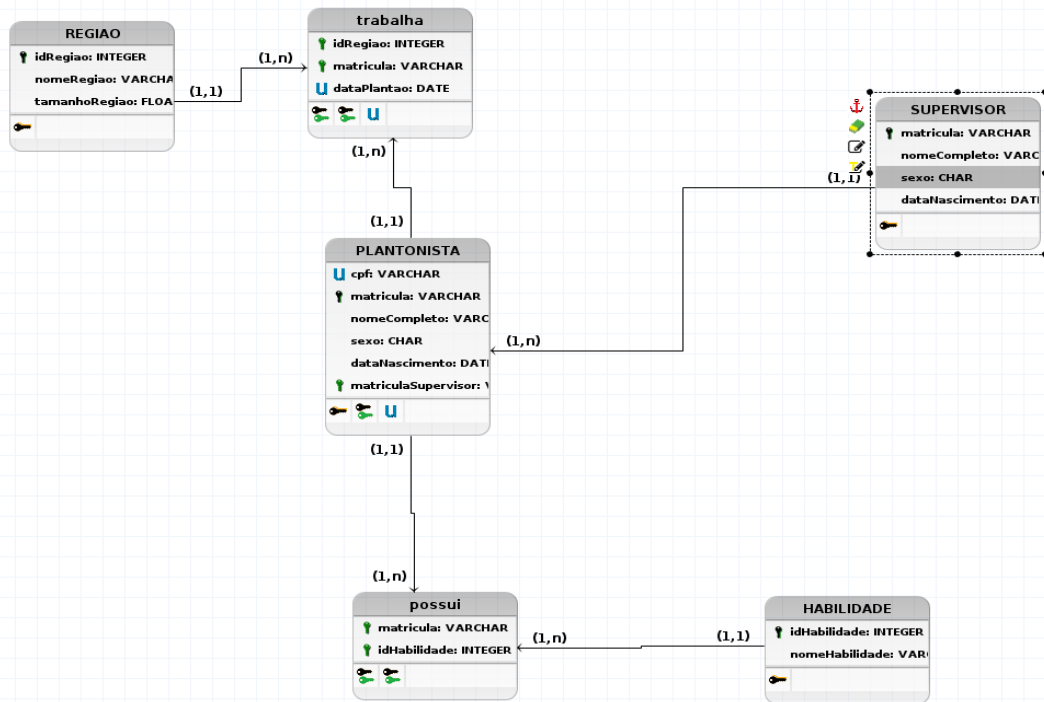 REGIAO
idRegiao: INTEGER
nomeRegiao: VARCHA
tamanhoRegiao: FLOA
(1,1)
(1,n)
trabalha
idRegiao: INTEGER
matricula: VARCHAR
U dataPlantao: DATE
U
(1,n)
(1,1)
PLANTONISTA
U cpf: VARCHAR
matricula: VARCHAR
nomeCompleto: VARC
sexo: CHAR
dataNascimento: DATE
matriculaSupervisor: V
U
(1,n)
(1,1)
SUPERVISOR
matricula: VARCHAR
nomeCompleto: VARC
sexo: CHAR
dataNascimento: DATE
(1,1)
(1,n)
possui
matricula: VARCHAR
idHabilidade: INTEGER
(1,n)
(1,1)
HABILIDADE
idHabilidade: INTEGER
nomeHabilidade: VAR